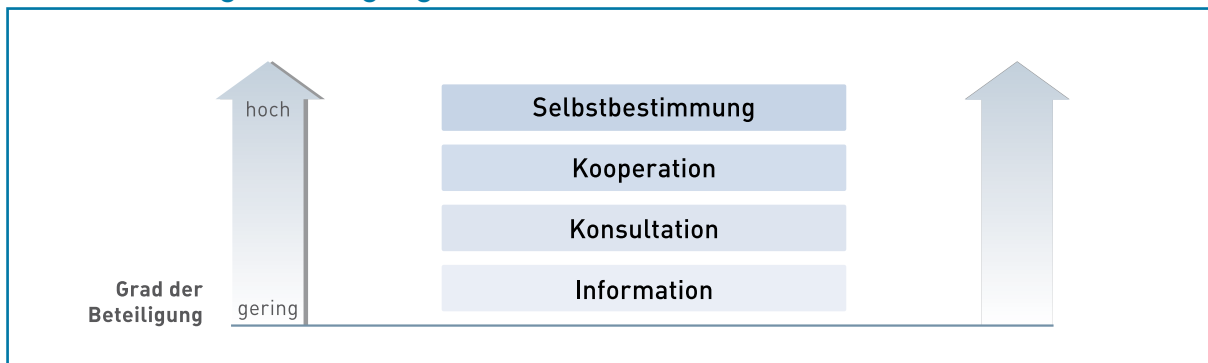 hoch
Selbstbestimmung
Kooperation
Konsultation
Information
Grad der
Beteiligung
gering